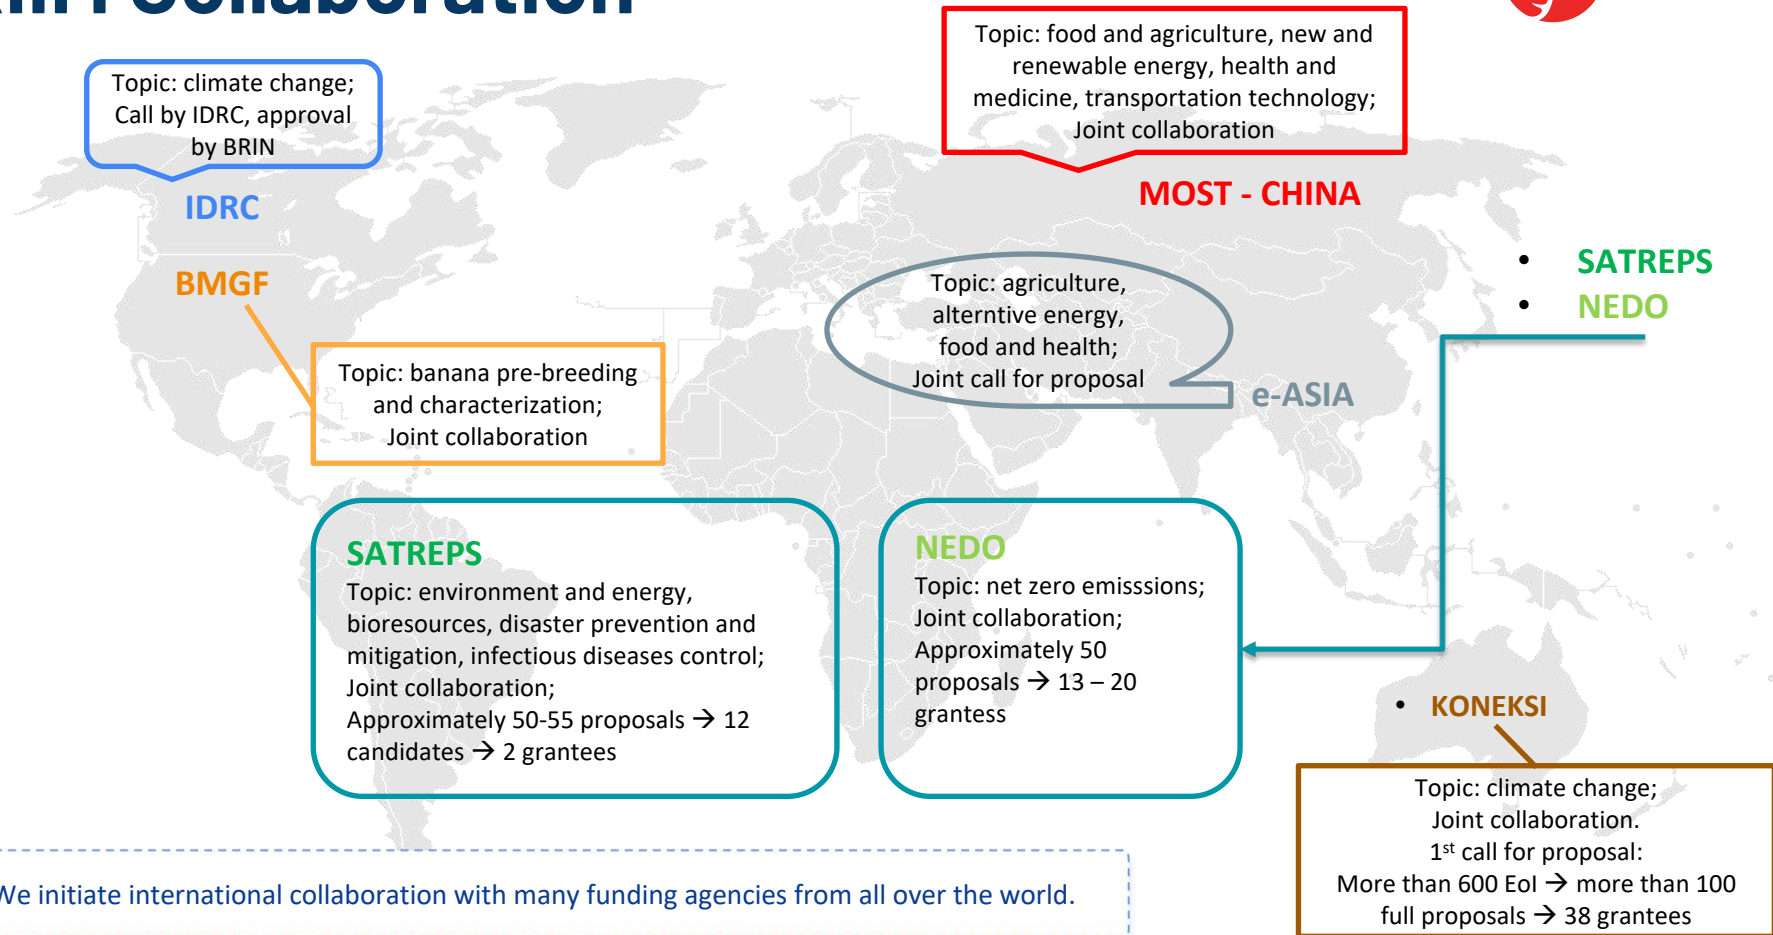 Collaboration
Topic: food and agriculture, new and
renewable energy, health and
medicine, transportation technology;
Joint collaboration
MOST - CHINA
Topic: climate change;
Call by IDRC, approval
by BRIN
IDRC
BMGF
Topic: banana pre-breeding
and characterization;
Joint collaboration
Topic: agriculture,
alterntive energy,
food and health;
Joint call for proposal
e-ASIA
• SATREPS
• NEDO
SATREPS
Topic: environment and energy,
bioresources, disaster prevention and
mitigation, infectious diseases control;
Joint collaboration;
Approximately 50-55 proposals → 12
candidates → 2 grantees
NEDO
Topic: net zero emisssions;
Joint collaboration;
Approximately 50
proposals → 13 – 20
grantess
• KONEKSI
Topic: climate change;
Joint collaboration.
1st call for proposal:
More than 600 EoI → more than 100
full proposals → 38 grantees
We initiate international collaboration with many funding agencies from all over the world.